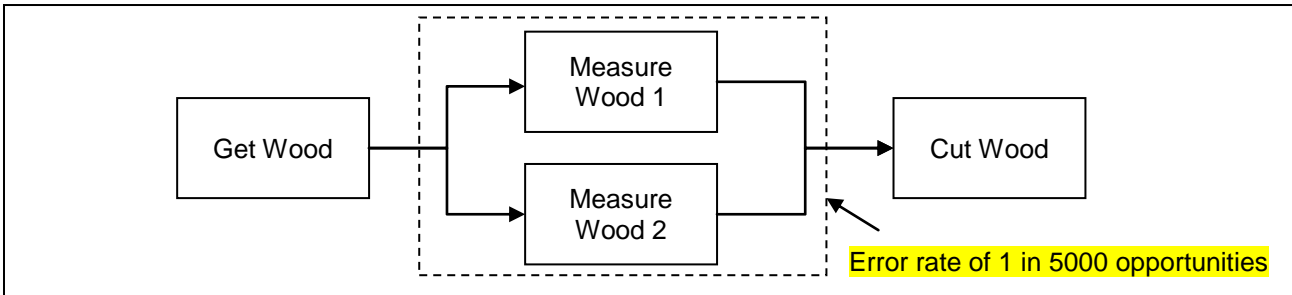 Get Wood
Measure
Wood 1
Measure
Wood 2
Cut Wood
Error rate of 1 in 5000 opportunities